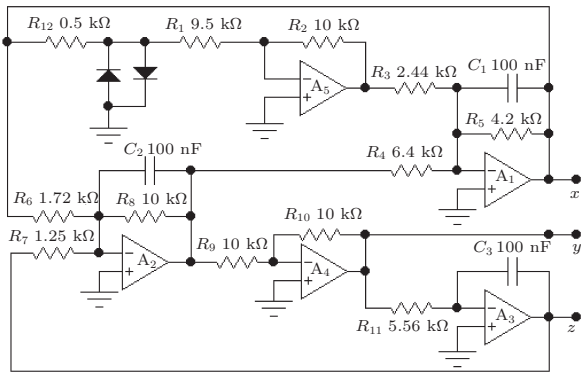 R12 0.5 kΩ
R1 9.5 kΩ
R2 10 kΩ
A5
R3 2.44 kΩ
C1 100 nF
R5 4.2 kΩ
C2 100 nF
R4 6.4 kΩ
A1
x
R6 1.72 kΩ
R8 10 kΩ
R7 1.25 kΩ
A2
R9 10 kΩ
R10 10 kΩ
A4
y
C3 100 nF
R11 5.56 kΩ
A3
z